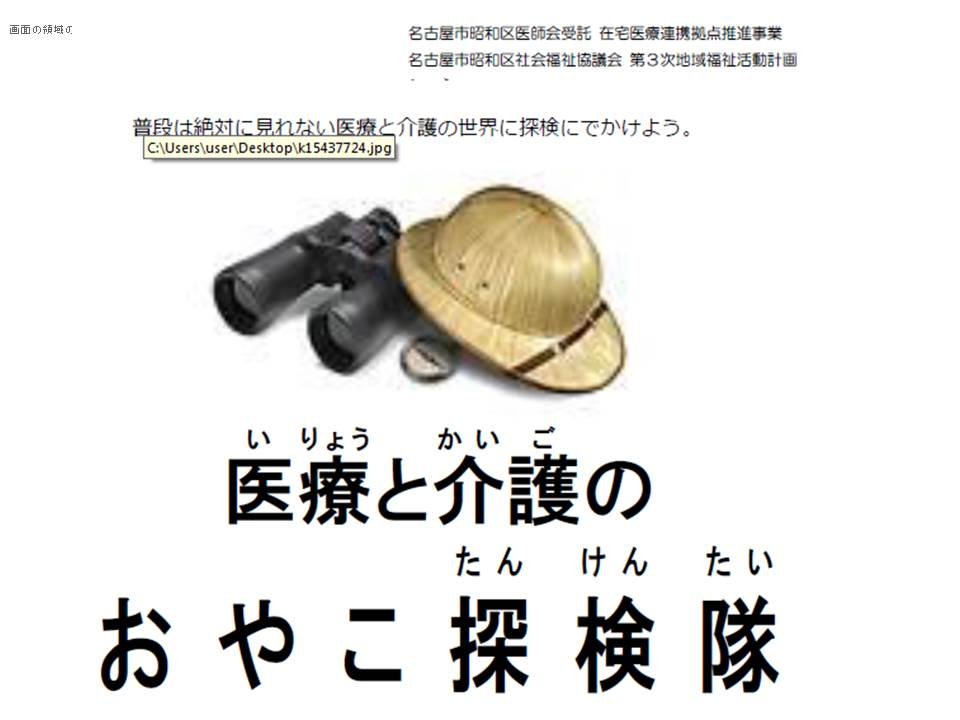 画面の領域の
名古屋市昭和区医師会受託 在宅医療連携拠点推進事業
名古屋市昭和区社会福祉協議会 第３次地域福祉活動計画
普段は絶対に見れない医療と介護の世界に探検にでかけよう。
C:\Users\user\Desktop\k15437724.jpg
い りょう か い ご
医療と介護の
た ん け ん た い
お や こ 探 検 隊